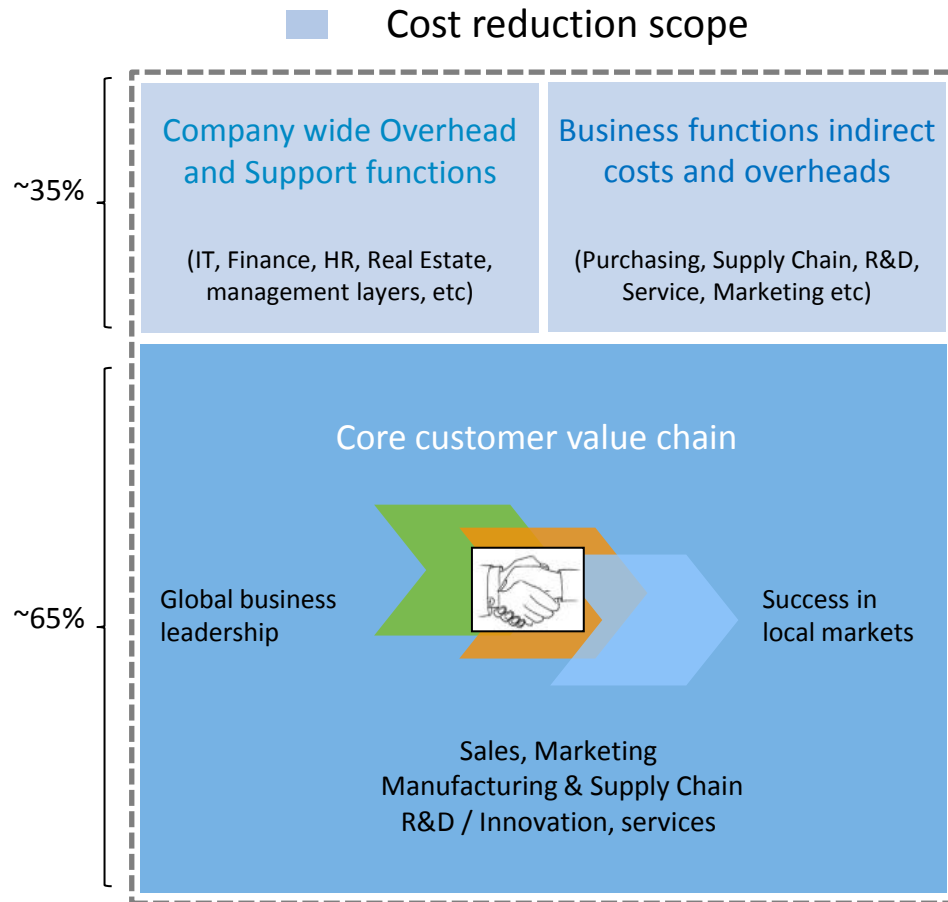 Cost reduction scope
~35%
Company wide Overhead
and Support functions
(IT, Finance, HR, Real Estate,
management layers, etc)
Business functions indirect
costs and overheads
(Purchasing, Supply Chain, R&D,
Service, Marketing etc)
~65%
Core customer value chain
Global business
leadership
Success in
local markets
Sales, Marketing
Manufacturing & Supply Chain
R&D / Innovation, services